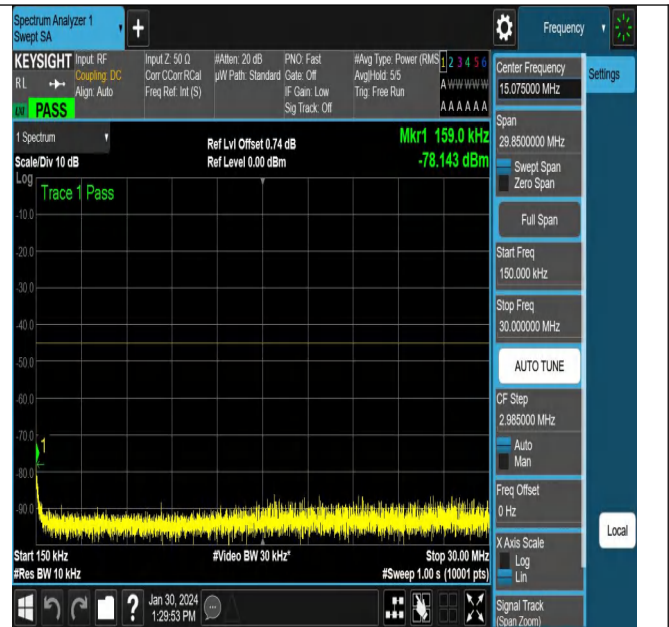 Spectrum Analyzer 1
Swept SA
+
Frequency
KEYSIGHT
RL
PASS
Input: RF
Coupling: DC
Align: Auto
Input Z: 50 Ω
Corr CCorr RCal
Freq Ref: Int (S)
#Atten: 20 dB
µW Path: Standard
PNO: Fast
Gate: Off
IF Gain: Low
Sig Track: Off
#Avg Type: Power (RMS
Avg|Hold: 5/5
Trig: Free Run
1 2 3 4 5 6
A W W W W W
A A A A A A
1 Spectrum
Scale/Div 10 dB
Ref Lvl Offset 0.74 dB
Ref Level 0.00 dBm
Mkr1 159.0 kHz
-78.143 dBm
Log
Trace 1 Pass
-10.0
-20.0
-30.0
-40.0
-50.0
-60.0
-70.0
1
-80.0
-90.0
Start 150 kHz
#Video BW 30 kHz*
Stop 30.00 MHz
#Res BW 10 kHz
#Sweep 1.00 s (10001 pts)
?
Jan 30, 2024
1:29:53 PM
Center Frequency
15.075000 MHz
Settings
Span
29.8500000 MHz
Swept Span
Zero Span
Full Span
Start Freq
150.000 kHz
Stop Freq
30.000000 MHz
AUTO TUNE
CF Step
2.985000 MHz
Auto
Man
Freq Offset
0 Hz
Local
X Axis Scale
Log
Lin
Signal Track
(Span Zoom)